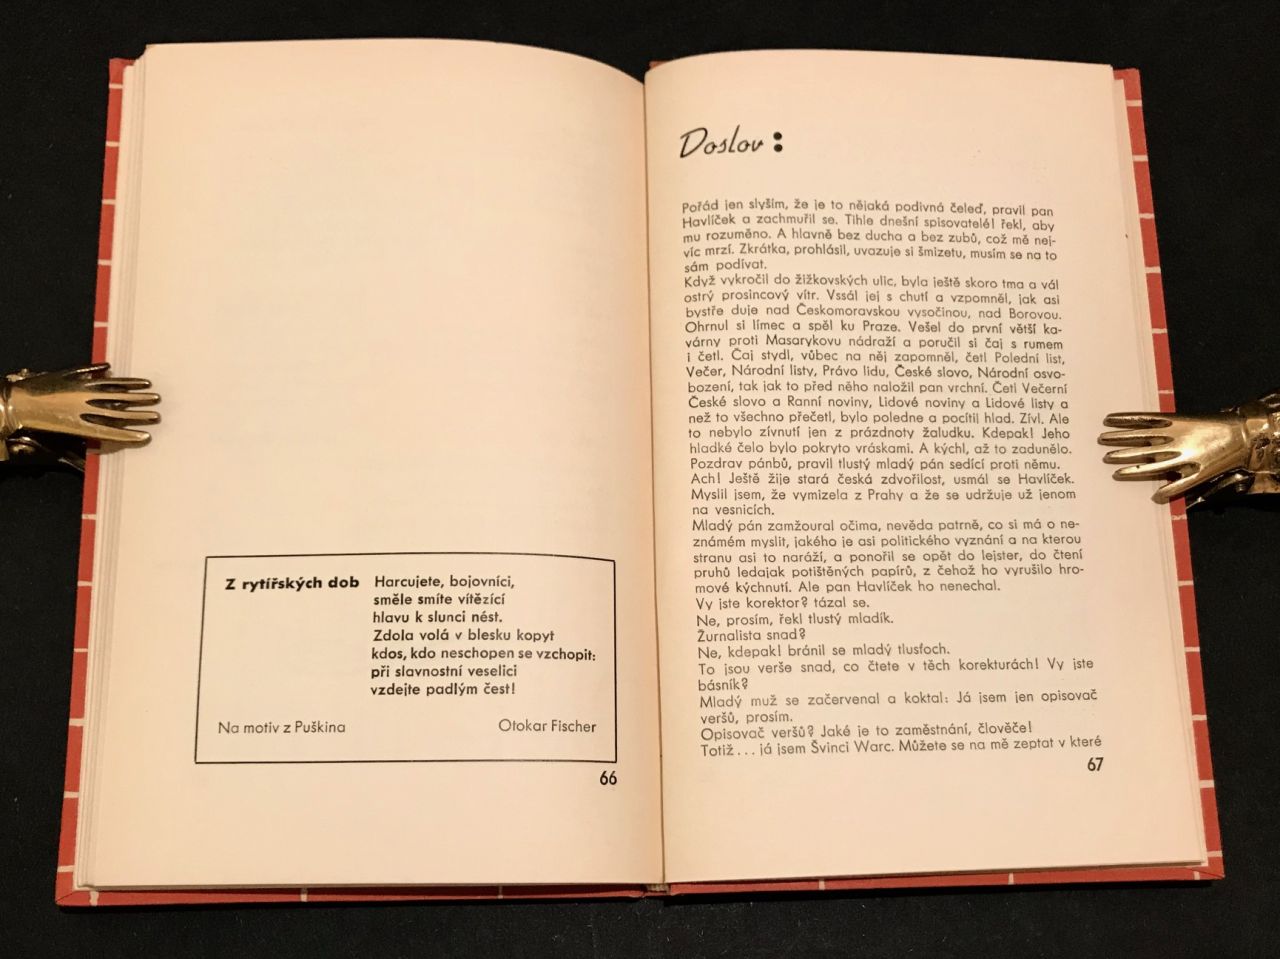 Z rytířských dob
Harcujete, bojovníci,
směle smíte vítězící
hlavu k slunci nést.
Zdola volá v blesku kopyt
kdos, kdo neschopen se vzchopit:
při slavnostní veselici
vzdejte padlým čest!
Na motiv z Puškina
Otokar Fischer
66
Doslov :
Pořád jen slyším, že je to nějaká podivná čeleď, pravil pan
Havlíček a zachmuřil se. Tihle dnešní spisovatelé! řekl, aby
mu rozuměno. A hlavně bez ducha a bez zubů, což mě nej-
víc mrzí. Zkrátka, prohlásil, uvazuje si šmizetu, musím se na to
sám podívat.
Když vykročil do žižkovských ulic, byla ještě skoro tma a vál
ostrý prosincový vítr. Vssál jej s chutí a vzpomněl, jak asi
bystře duje nad Českomoravskou vysočinou, nad Borovou.
Ohrnul si límec a spěl ku Praze. Vešel do první větší ka-
várny proti Masarykovu nádraží a poručil si čaj s rumem
i četl. Čaj stydl, vůbec na něj zapomněl, četl Polední list,
Večer, Národní listy, Právo lidu, České slovo, Národní osvo-
bození, tak jak to před něho naložil pan vrchní. Četl Večerní
České slovo a Ranní noviny, Lidové noviny a Lidové listy a
než to všechno přečetl, bylo poledne a pocítil hlad. Zívl. Ale
to nebylo zívnutí jen z prázdnoty žaludku. Kdepak! Jeho
hladké čelo bylo pokryto vráskami. A kýchl, až to zadunělo.
Pozdrav pánbů, pravil tlustý mladý pán sedící proti němu.
Ach! Ještě žije stará česká zdvořilost, usmál se Havlíček.
Myslil jsem, že vymizela z Prahy a že se udržuje už jenom
na vesnicích.
Mladý pán zamžoural očima, nevěda patrně, co si má o ne-
známém myslit, jakého je asi politického vyznání a na kterou
stranu asi to naráží, a ponořil se opět do lejster, do čtení
pruhů ledajak potištěných papírů, z čehož ho vyrušilo hro-
mové kýchnutí. Ale pan Havlíček ho nenechal.
Vy jste korektor? tázal se.
Ne, prosím, řekl tlustý mladík.
Žurnalista snad?
Ne, kdepak! bránil se mladý tlusťoch.
To jsou verše snad, co čtete v těch korekturách! Vy jste
básník?
Mladý muž se začervenal a koktal: Já jsem jen opisovač
veršů, prosím.
Opisovač veršů? Jaké je to zaměstnání, člověče!
Totiž . . . já jsem Švinci Warc. Můžete se na mě zeptat v které
67